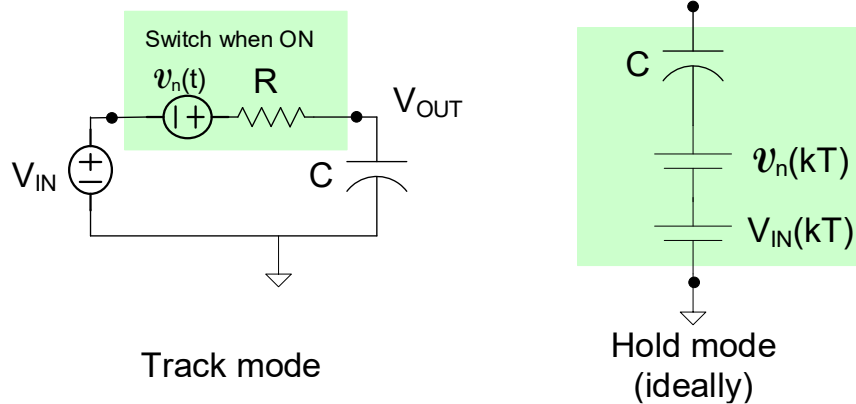 Switch when ON
𝒗n(t)
R
VOUT
VIN
C
Track mode
C
𝒗n(kT)
VIN(kT)
Hold mode
(ideally)